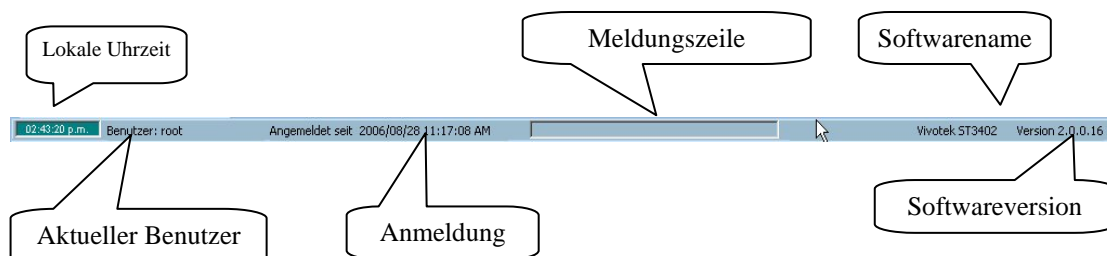 Lokale Uhrzeit
Meldungszeile
Softwarename
02:43:20 p.m. Benutzer: root Angemeldet seit 2006/08/28 11:17:08 AM Vivotek ST3402 Version 2.0.0.16
Aktueller Benutzer
Anmeldung
Softwareversion